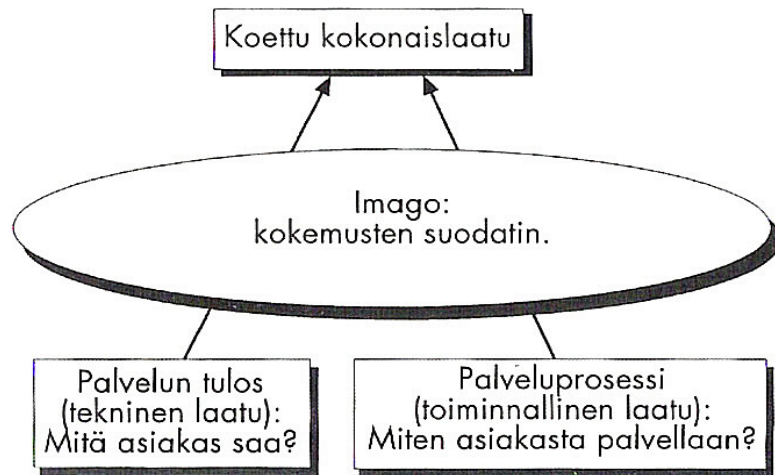 Koettu kokonaislaatu
Imago:
kokemusten suodatin.
Palvelun tulos
(tekninen laatu):
Mitä asiakas saa?
Palveluprosessi
(toiminnallinen laatu):
Miten asiakasta palvellaan?